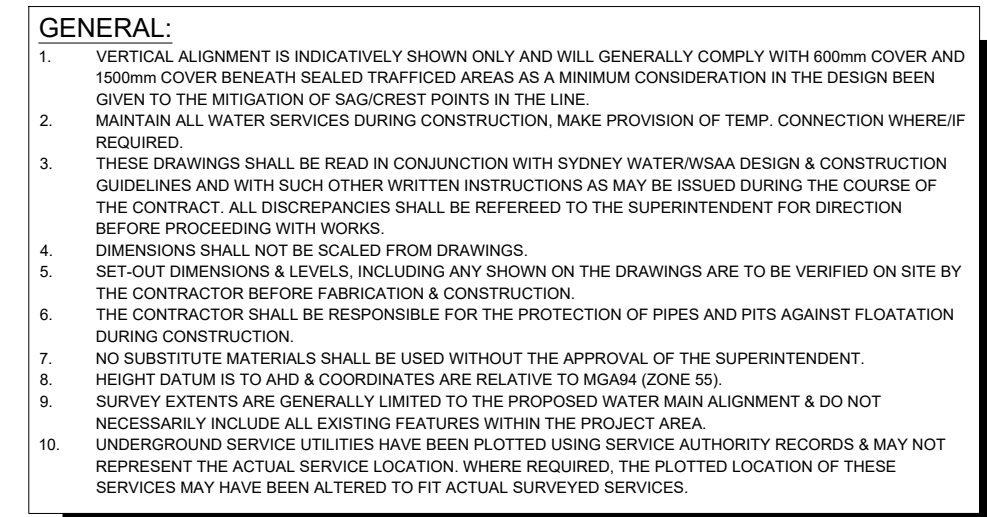 GENERAL:
1. VERTICAL ALIGNMENT IS INDICATIVELY SHOWN ONLY AND WILL GENERALLY COMPLY WITH 600mm COVER AND
1500mm COVER BENEATH SEALED TRAFFICED AREAS AS A MINIMUM CONSIDERATION IN THE DESIGN BEEN
GIVEN TO THE MITIGATION OF SAG/CREST POINTS IN THE LINE.
2. MAINTAIN ALL WATER SERVICES DURING CONSTRUCTION, MAKE PROVISION OF TEMP. CONNECTION WHERE/IF
REQUIRED.
3. THESE DRAWINGS SHALL BE READ IN CONJUNCTION WITH SYDNEY WATER/WSAA DESIGN & CONSTRUCTION
GUIDELINES AND WITH SUCH OTHER WRITTEN INSTRUCTIONS AS MAY BE ISSUED DURING THE COURSE OF
THE CONTRACT. ALL DISCREPANCIES SHALL BE REFEREED TO THE SUPERINTENDENT FOR DIRECTION
BEFORE PROCEEDING WITH WORKS.
4. DIMENSIONS SHALL NOT BE SCALED FROM DRAWINGS.
5. SET-OUT DIMENSIONS & LEVELS, INCLUDING ANY SHOWN ON THE DRAWINGS ARE TO BE VERIFIED ON SITE BY
THE CONTRACTOR BEFORE FABRICATION & CONSTRUCTION.
6. THE CONTRACTOR SHALL BE RESPONSIBLE FOR THE PROTECTION OF PIPES AND PITS AGAINST FLOATATION
DURING CONSTRUCTION.
7. NO SUBSTITUTE MATERIALS SHALL BE USED WITHOUT THE APPROVAL OF THE SUPERINTENDENT.
8. HEIGHT DATUM IS TO AHD & COORDINATES ARE RELATIVE TO MGA94 (ZONE 55).
9. SURVEY EXTENTS ARE GENERALLY LIMITED TO THE PROPOSED WATER MAIN ALIGNMENT & DO NOT
NECESSARILY INCLUDE ALL EXISTING FEATURES WITHIN THE PROJECT AREA.
10. UNDERGROUND SERVICE UTILITIES HAVE BEEN PLOTTED USING SERVICE AUTHORITY RECORDS & MAY NOT
REPRESENT THE ACTUAL SERVICE LOCATION. WHERE REQUIRED, THE PLOTTED LOCATION OF THESE
SERVICES MAY HAVE BEEN ALTERED TO FIT ACTUAL SURVEYED SERVICES.